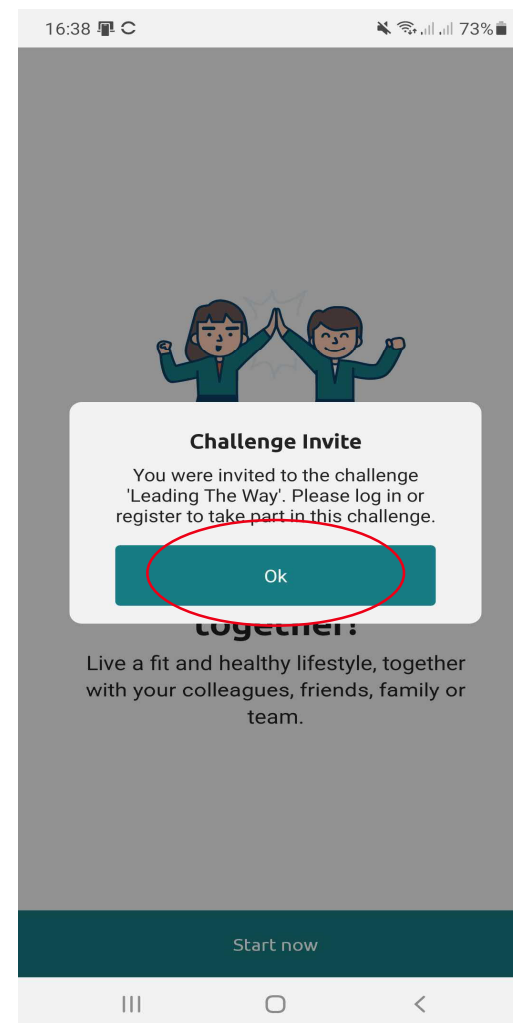 16:38
73%
Challenge Invite
You were invited to the challenge
'Leading The Way'. Please log in or
register to take part in this challenge.
Ok
together!
Live a fit and healthy lifestyle, together
with your colleagues, friends, family or
team.
Start now